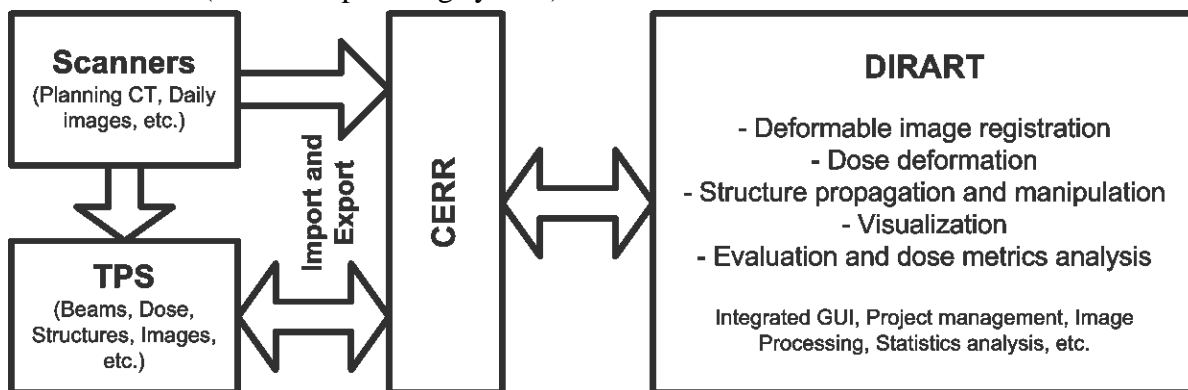 Scanners
(Planning CT, Daily
images, etc.)
Import and
Export
TPS
(Beams, Dose,
Structures, Images,
etc.)
CERR
DIRART
- Deformable image registration
- Dose deformation
- Structure propagation and manipulation
- Visualization
- Evaluation and dose metrics analysis
Integrated GUI, Project management, Image
Processing, Statistics analysis, etc.